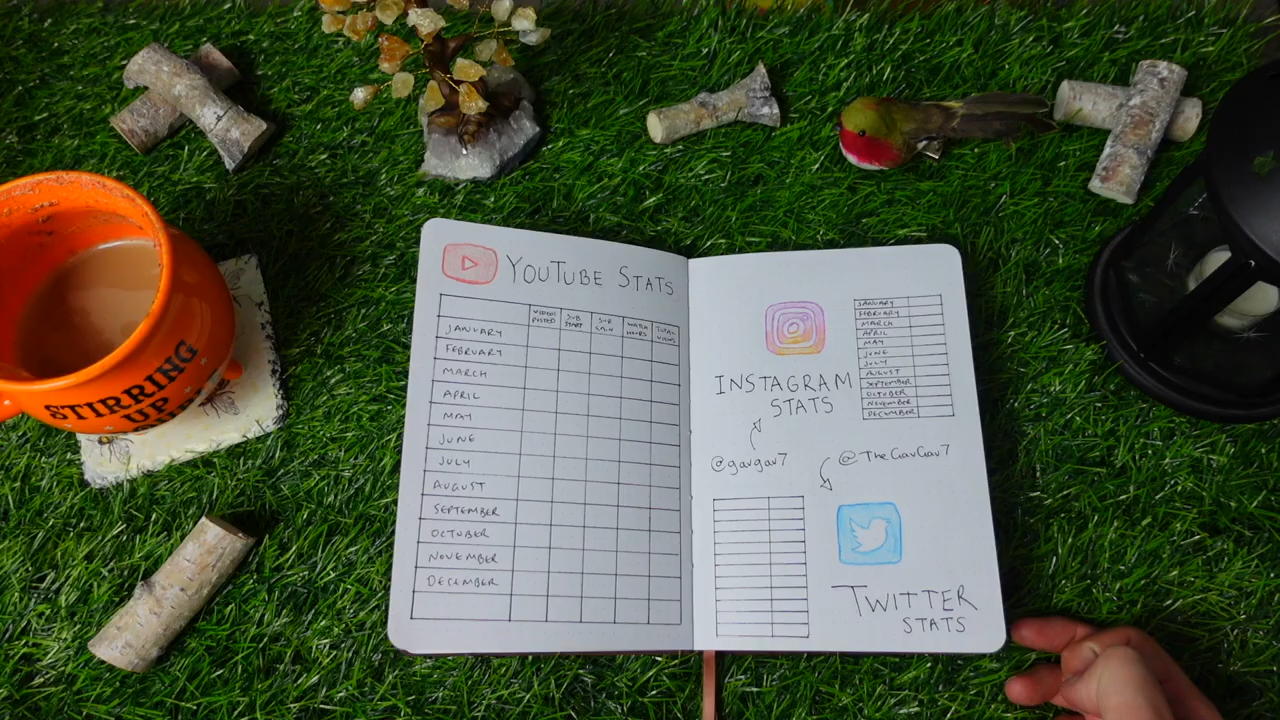 STIRRING
UP
YOUTUBE STATS
VIDEOS POSTED
SUB START
SUB GAIN
WATCH HOURS
TOTAL VIEWS
JANUARY
FEBRUARY
MARCH
APRIL
MAY
JUNE
JULY
AUGUST
SEPTEMBER
OCTOBER
NOVEMBER
DECEMBER
INSTAGRAM
STATS
JANUARY
FEBRUARY
MARCH
APRIL
MAY
JUNE
JULY
AUGUST
SEPTEMBER
OCTOBER
NOVEMBER
DECEMBER
@gavgav7
@TheGavGav7
TWITTER
STATS